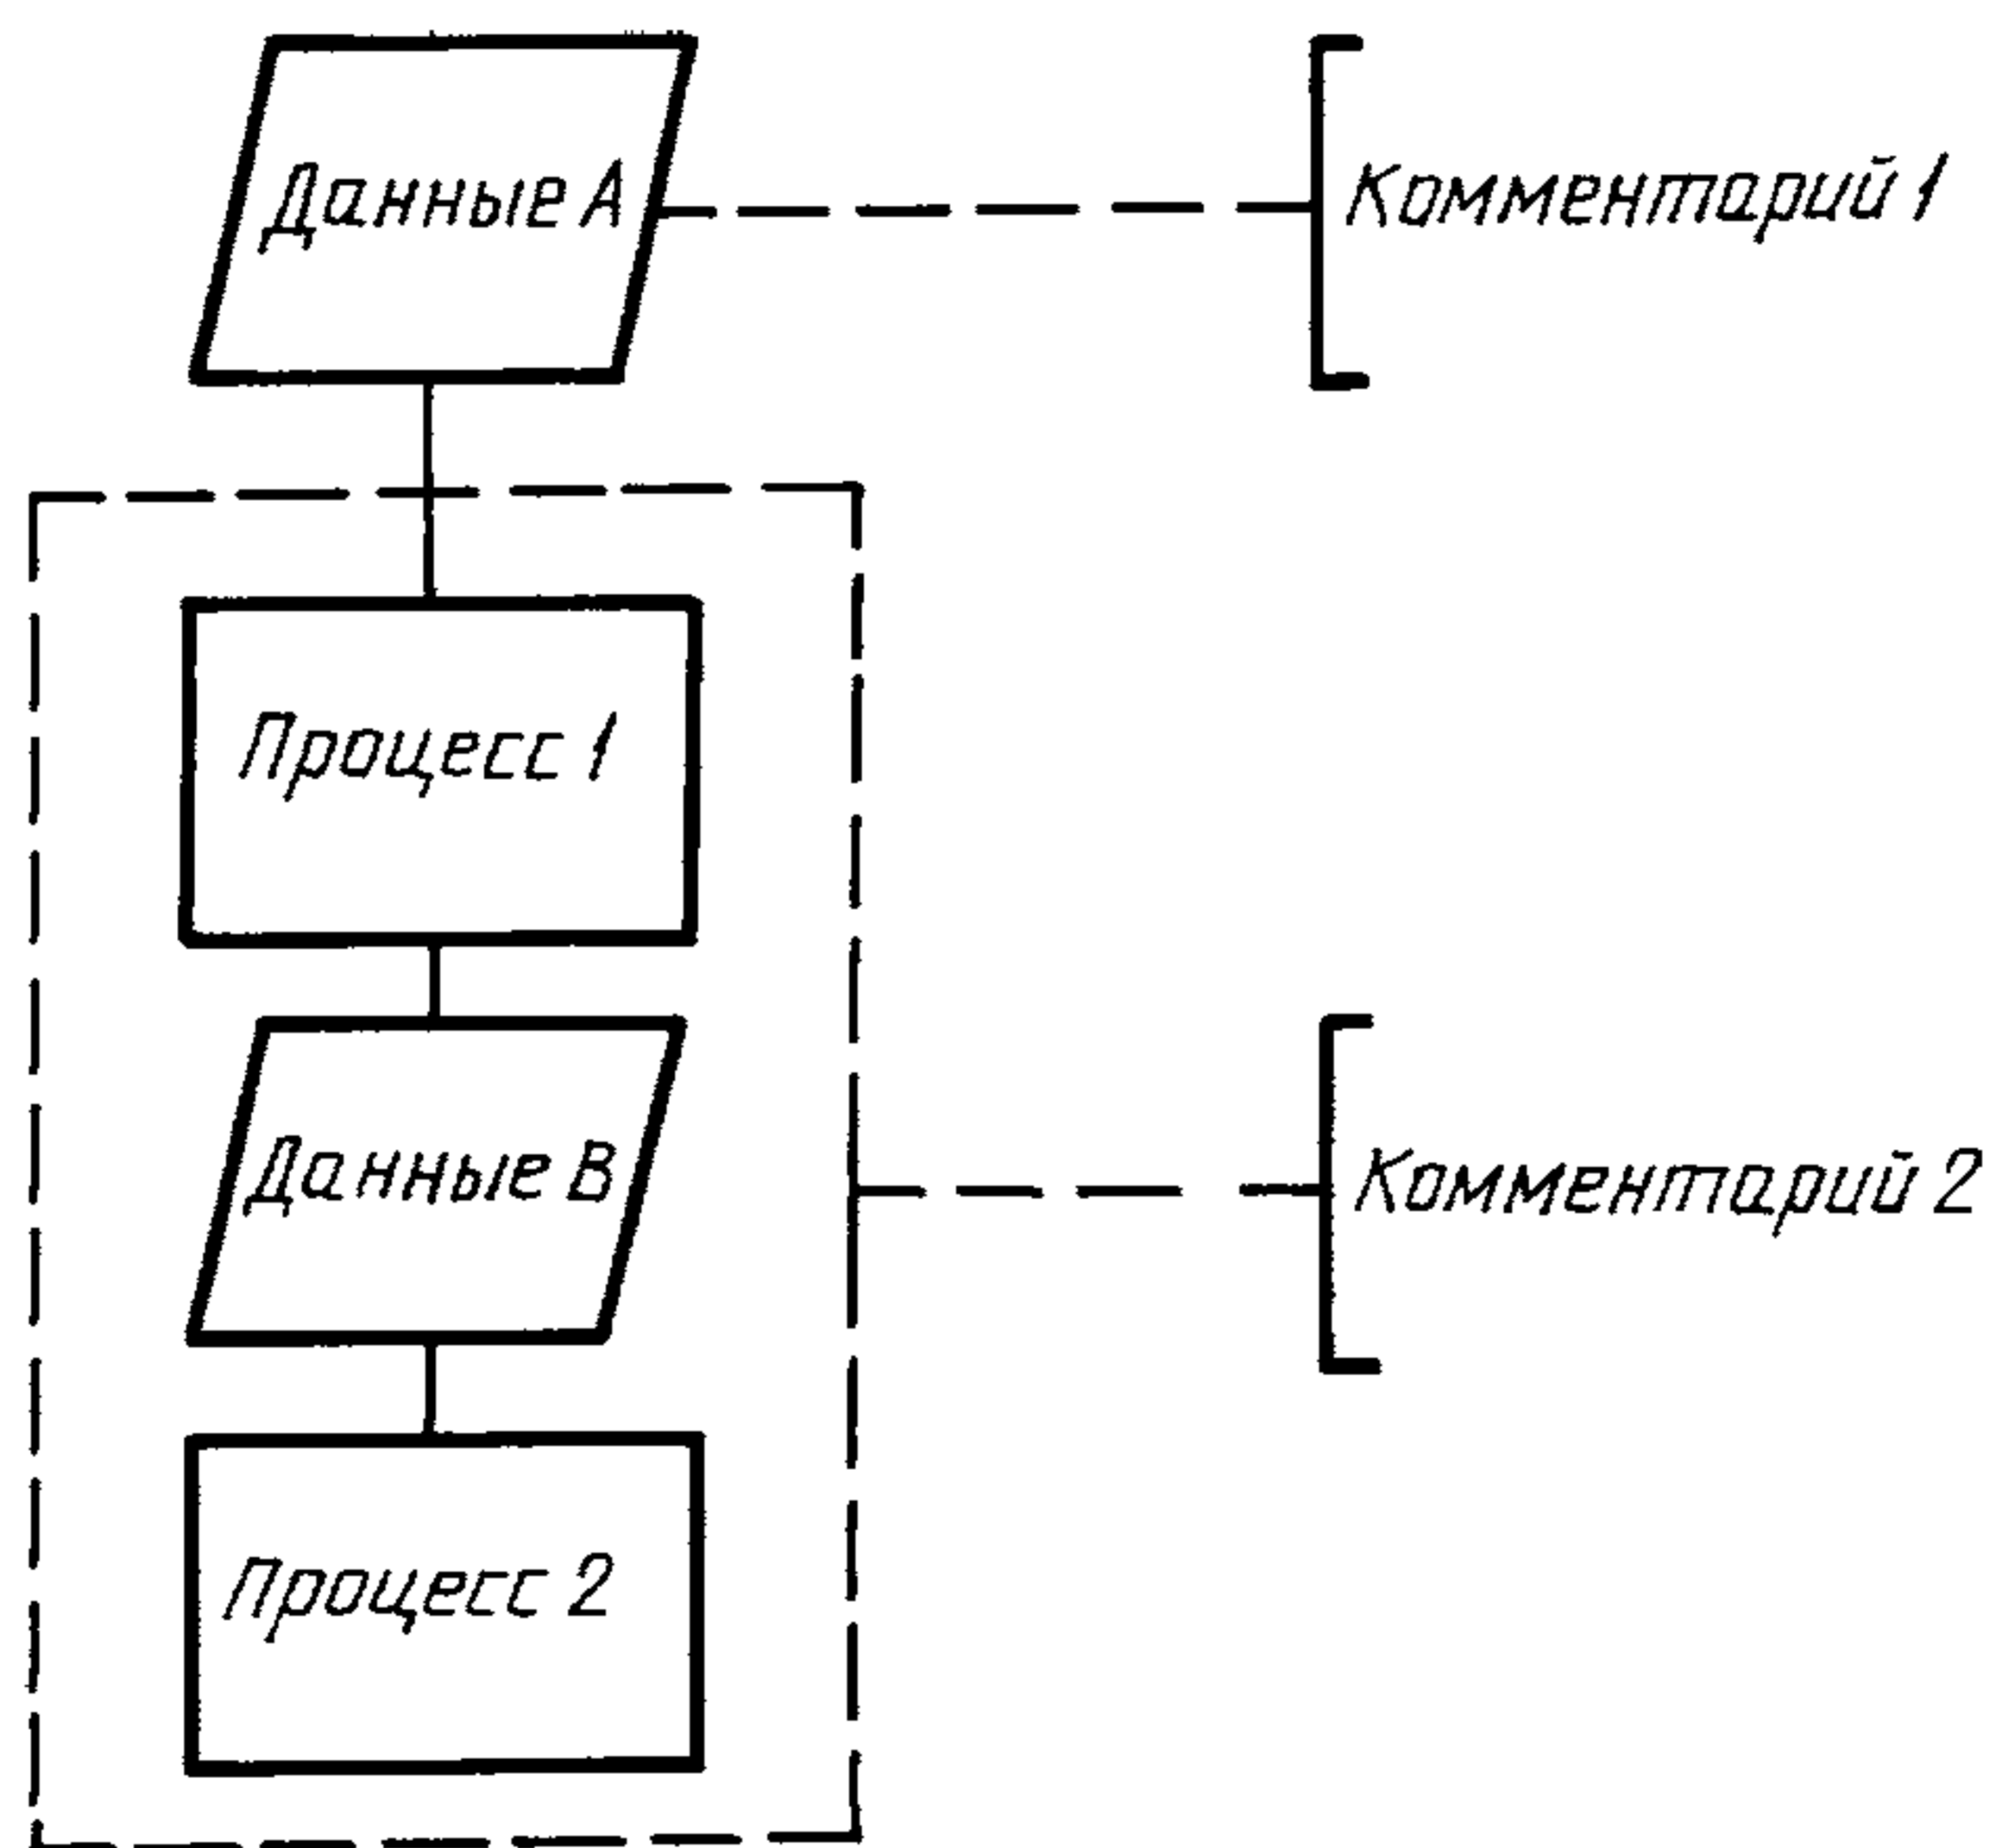 Данные А
Комментарий 1
Процесс 1
Данные В
Комментарий 2
Процесс 2